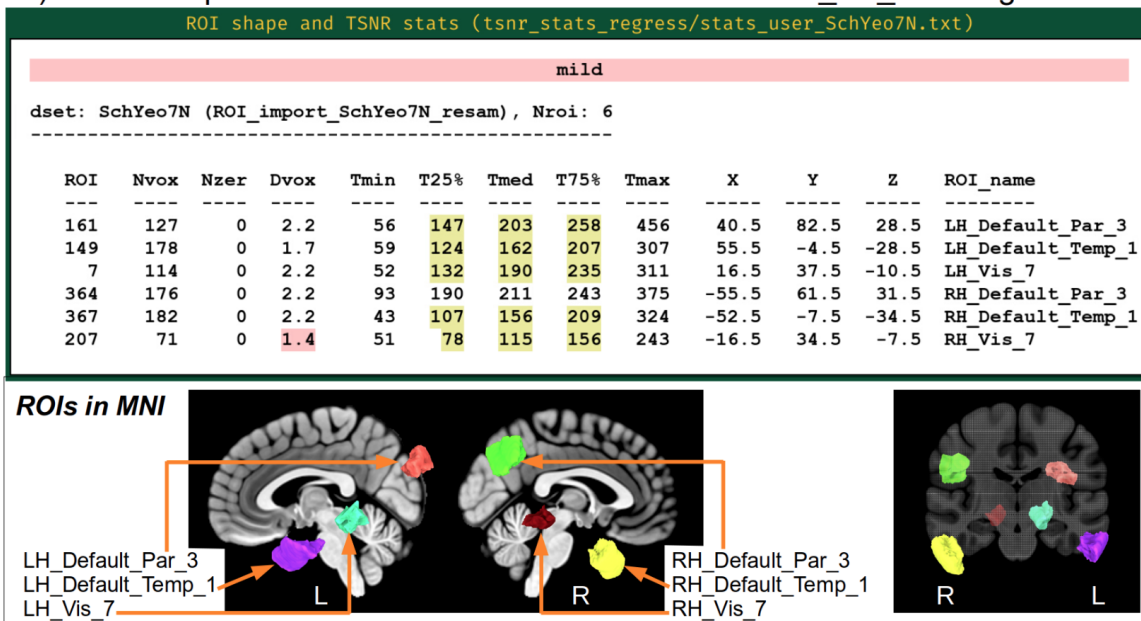 ROI shape and TSNR stats (tsnr_stats_regress/stats_user_SchYeo7N.txt)
mild
dset: SchYeo7N (ROI_import_SchYeo7N_resam), Nroi: 6
------------------------------------------------
ROI Nvox Nzer Dvox Tmin T25% Tmed T75% Tmax X Y Z ROI_name
--- ---- ---- ---- ---- ---- ---- ---- ---- ----- ----- ----- --------
161 127 0 2.2 56 147 203 258 456 40.5 82.5 28.5 LH_Default_Par_3
149 178 0 1.7 59 124 162 207 307 55.5 -4.5 -28.5 LH_Default_Temp_1
7 114 0 2.2 52 132 190 235 311 16.5 37.5 -10.5 LH_Vis_7
364 176 0 2.2 93 190 211 243 375 -55.5 61.5 31.5 RH_Default_Par_3
367 182 0 2.2 43 107 156 209 324 -52.5 -7.5 -34.5 RH_Default_Temp_1
207 71 0 1.4 51 78 115 156 243 -16.5 34.5 -7.5 RH_Vis_7
ROIs in MNI
LH_Default_Par_3
LH_Default_Temp_1
LH_Vis_7
L
R
RH_Default_Par_3
RH_Default_Temp_1
RH_Vis_7
R
L